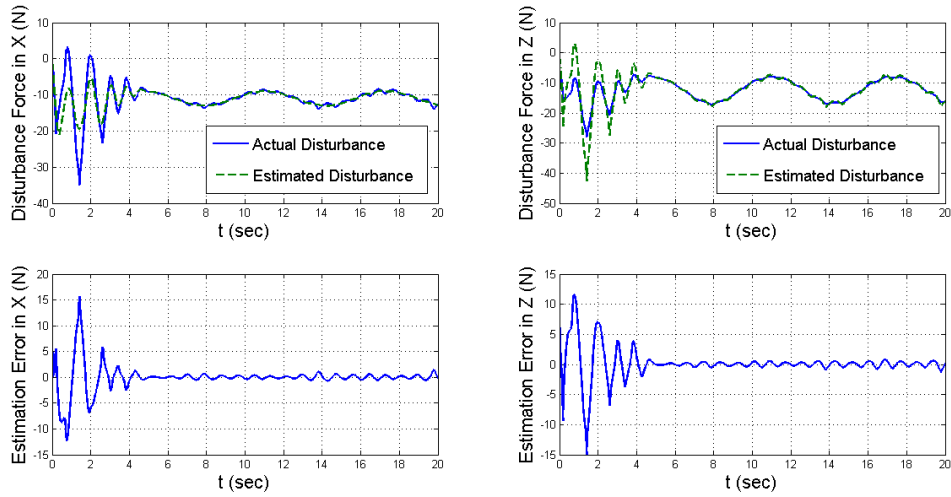 Disturbance Force in X (N)
10
0
-10
-20
-30
-40
Actual Disturbance
Estimated Disturbance
0 2 4 6 8 10 12 14 16 18 20
t (sec)
Disturbance Force in Z (N)
10
0
-10
-20
-30
-40
-50
Actual Disturbance
Estimated Disturbance
0 2 4 6 8 10 12 14 16 18 20
t (sec)
Estimation Error in X (N)
20
15
10
5
0
-5
-10
-15
0 2 4 6 8 10 12 14 16 18 20
t (sec)
Estimation Error in Z (N)
15
10
5
0
-5
-10
-15
0 2 4 6 8 10 12 14 16 18 20
t (sec)